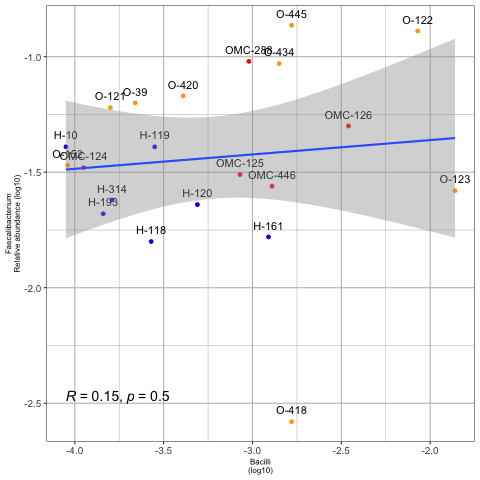 O-445
O-122
OMC-288
O-434
-1.0
O-420
O-39
O-121
OMC-126
H-10
H-119
O-152
OMC-124
OMC-125
-1.5
OMC-446
O-123
H-314
H-120
H-193
H-118
H-161
-2.0
R = 0.15, p = 0.5
-2.5
O-418
-4.0
-3.5
-3.0
-2.5
-2.0
Bacilli
(log10)
Faecalibacterium
Relative abundante (log10)